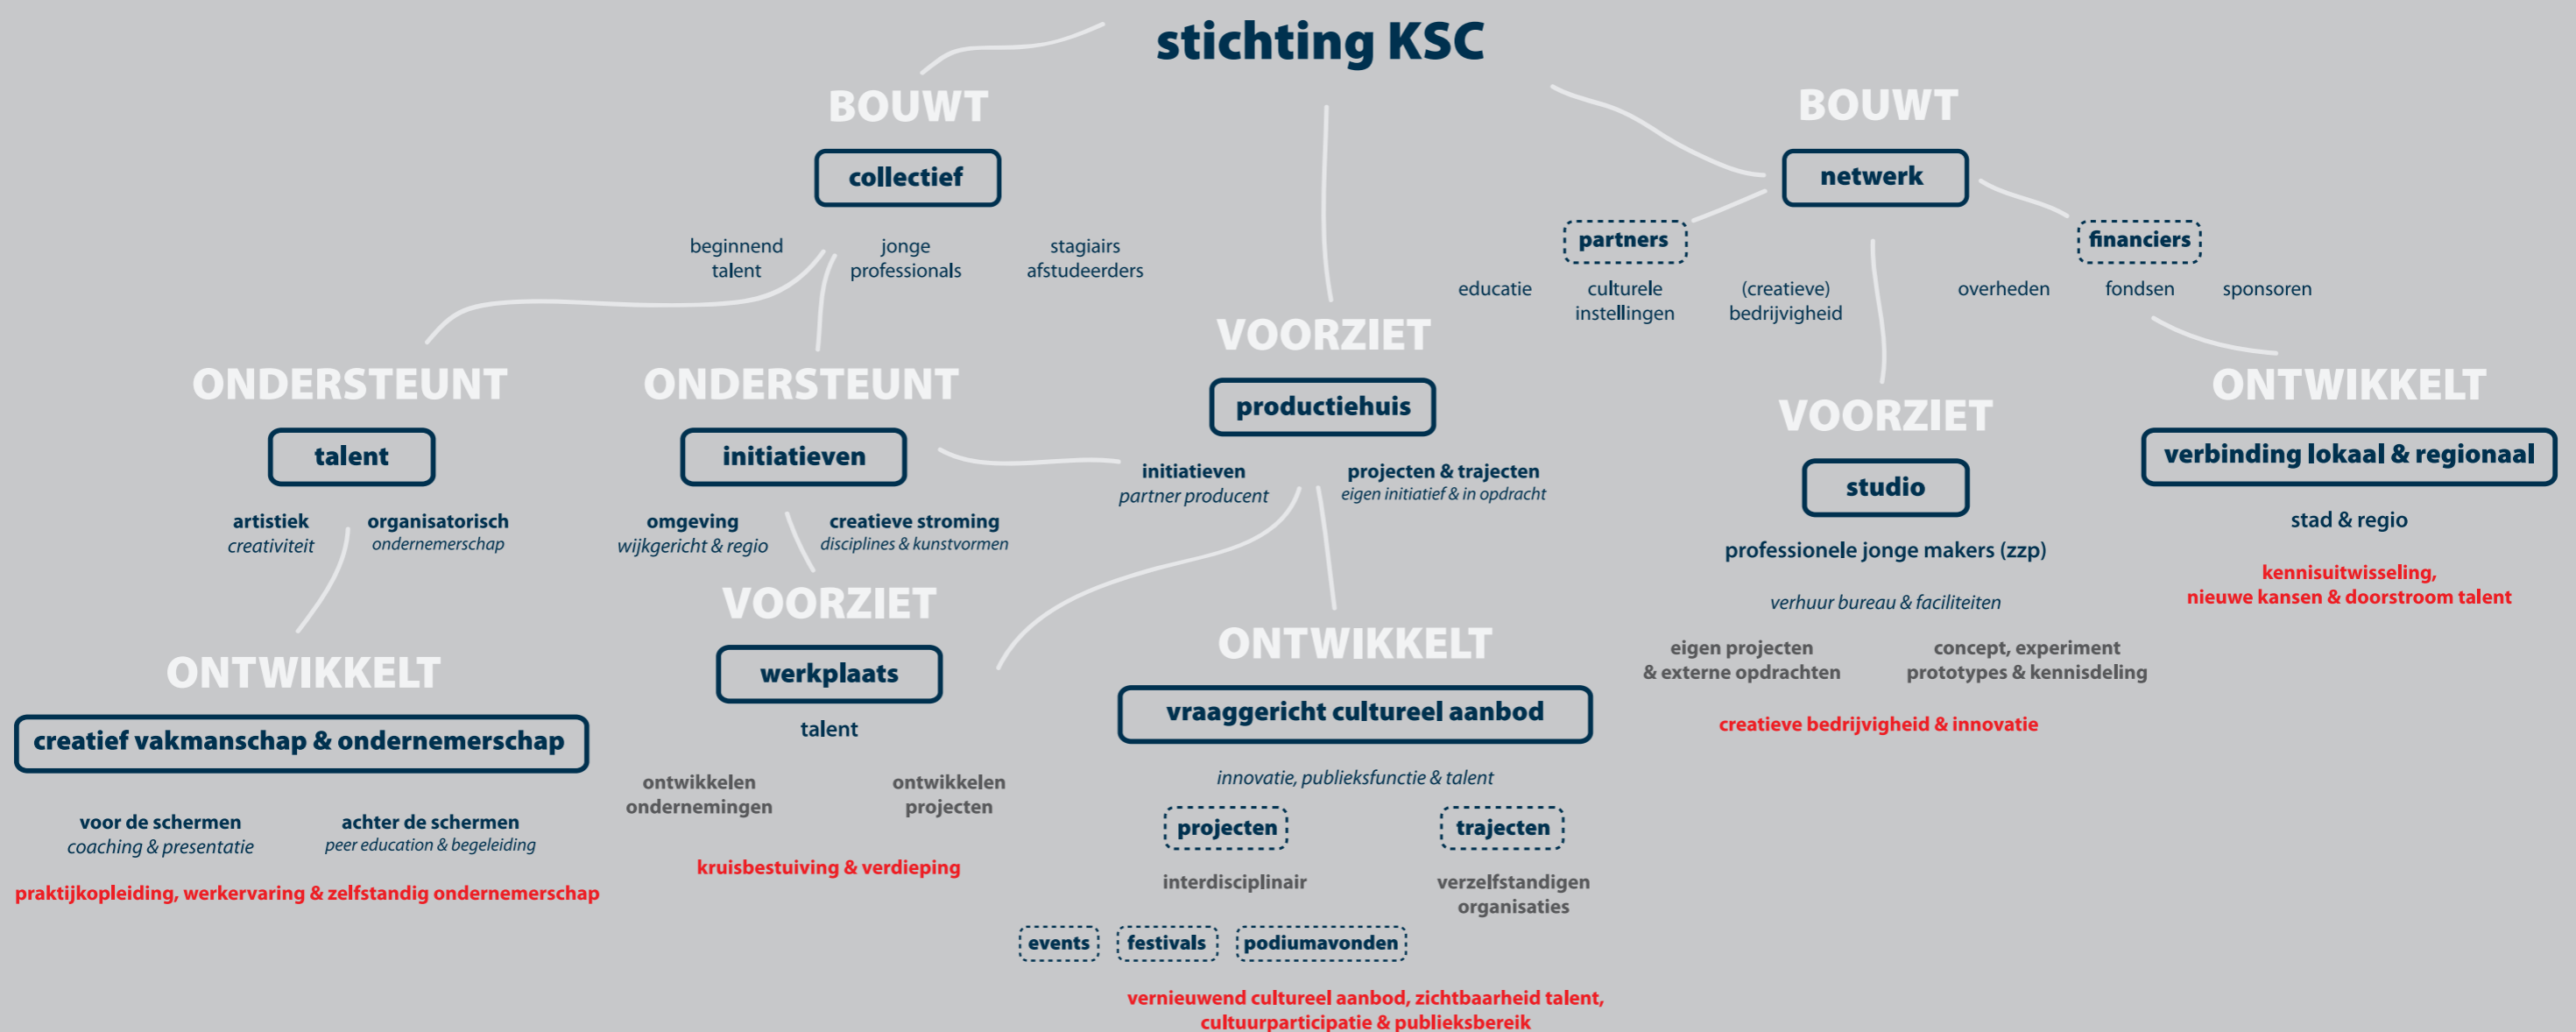 stichting KSC
BOUWT
collectief
beginnend
talent
jonge
professionals
stagiairs
afstudeerders
ONDERSTEUNT
talent
artistiek
creativiteit
organisatorisch
ondernemerschap
ONTWIKKELT
creatief vakmanschap & ondernemerschap
voor de schermen
coaching & presentatie
achter de schermen
peer education & begeleiding
praktijkopleiding, werkervaring & zelfstandig ondernemerschap
ONDERSTEUNT
initiatieven
omgeving
wijkgericht & regio
creatieve stroming
disciplines & kunstvormen
VOORZIET
werkplaats
talent
ontwikkelen
ondernemingen
ontwikkelen
projecten
kruisbestuiving & verdieping
VOORZIET
productiehuis
initiatieven
partner producent
projecten & trajecten
eigen initiatief & in opdracht
ONTWIKKELT
vraaggericht cultureel aanbod
innovatie, publieksfunctie & talent
projecten
interdisciplinair
trajecten
verzelfstandigen
organisaties
events
festivals
podiumavonden
vernieuwend cultureel aanbod, zichtbaarheid talent,
cultuurparticipatie & publieksbereik
BOUWT
netwerk
partners
educatie
culturele
instellingen
(creatieve)
bedrijvigheid
financiers
overheden
fondsen
sponsoren
VOORZIET
studio
professionele jonge makers (zzp)
verhuur bureau & faciliteiten
eigen projecten
& externe opdrachten
concept, experiment
prototypes & kennisdeling
creatieve bedrijvigheid & innovatie
ONTWIKKELT
verbinding lokaal & regionaal
stad & regio
kennisuitwisseling,
nieuwe kansen & doorstroom talent